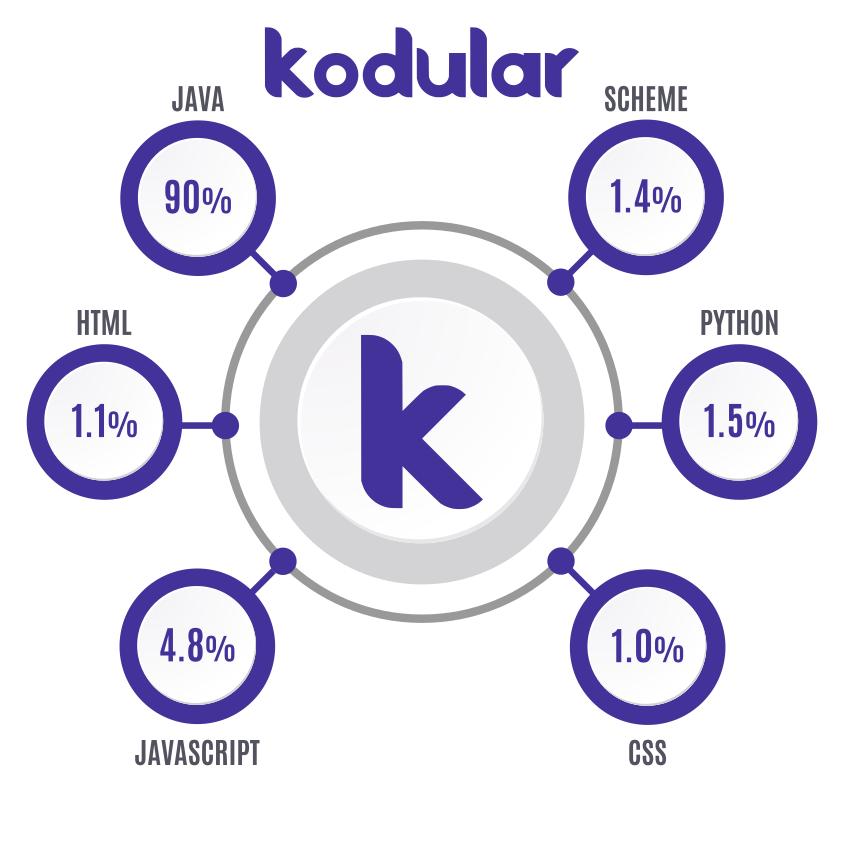 kodular
JAVA
90%
SCHEME
1.4%
HTML
1.1%
PYTHON
1.5%
k
4.8%
JAVASCRIPT
1.0%
CSS